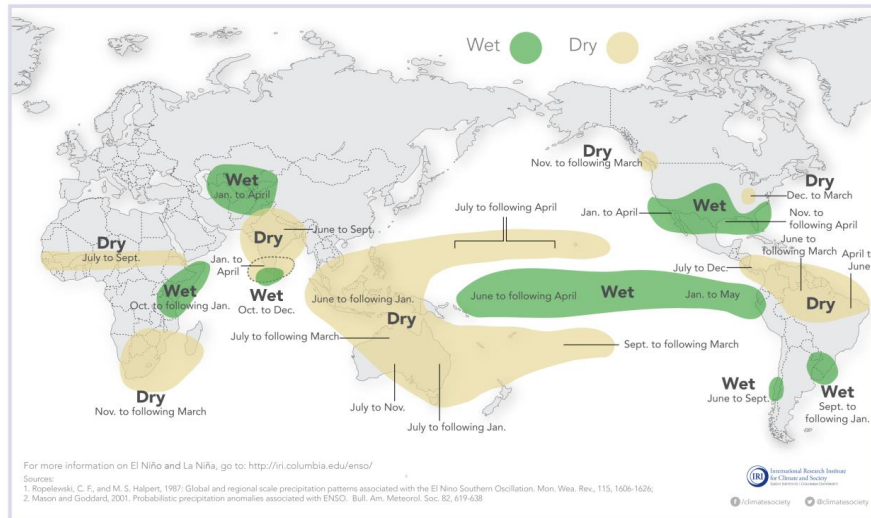 Wet
Dry
Dry
Nov. to following March
Wet
Jan. to April
Dry
Dec. to March
July to following April
Jan. to April
Wet
Nov. to
following April
June to
following March
April t
June
Dry
July to Sept.
Dry
June to Sept.
Jan. to
April
July to Dec.
Wet
Oct. to following Jan.
Wet
Oct. to Dec.
June to following Jan.
June to following April
Wet
Jan. to May
Dry
Dry
July to following March
Sept. to following March
Dry
Nov. to following March
July to Nov.
July to following Jan.
Wet
June to Sept.
Wet
Sept. to
following Jan.
For more information on El Niño and La Niña, go to: http://iri.columbia.edu/enso/
Sources:
1. Ropelewski, C. F., and M. S. Halpert, 1987: Global and regional scale precipitation patterns associated with the El Nino Southern Oscillation. Mon. Wea. Rev., 115, 1606-1626;
2. Mason and Goddard, 2001. Probabilistic precipitation anomalies associated with ENSO. Bull. Am. Meteorol. Soc. 82, 619-638
IRI
International Research Institute
for Climate and Society
EARTH INSTITUTE | COLUMBIA UNIVERSITY
/climatesociety
@climatesociety